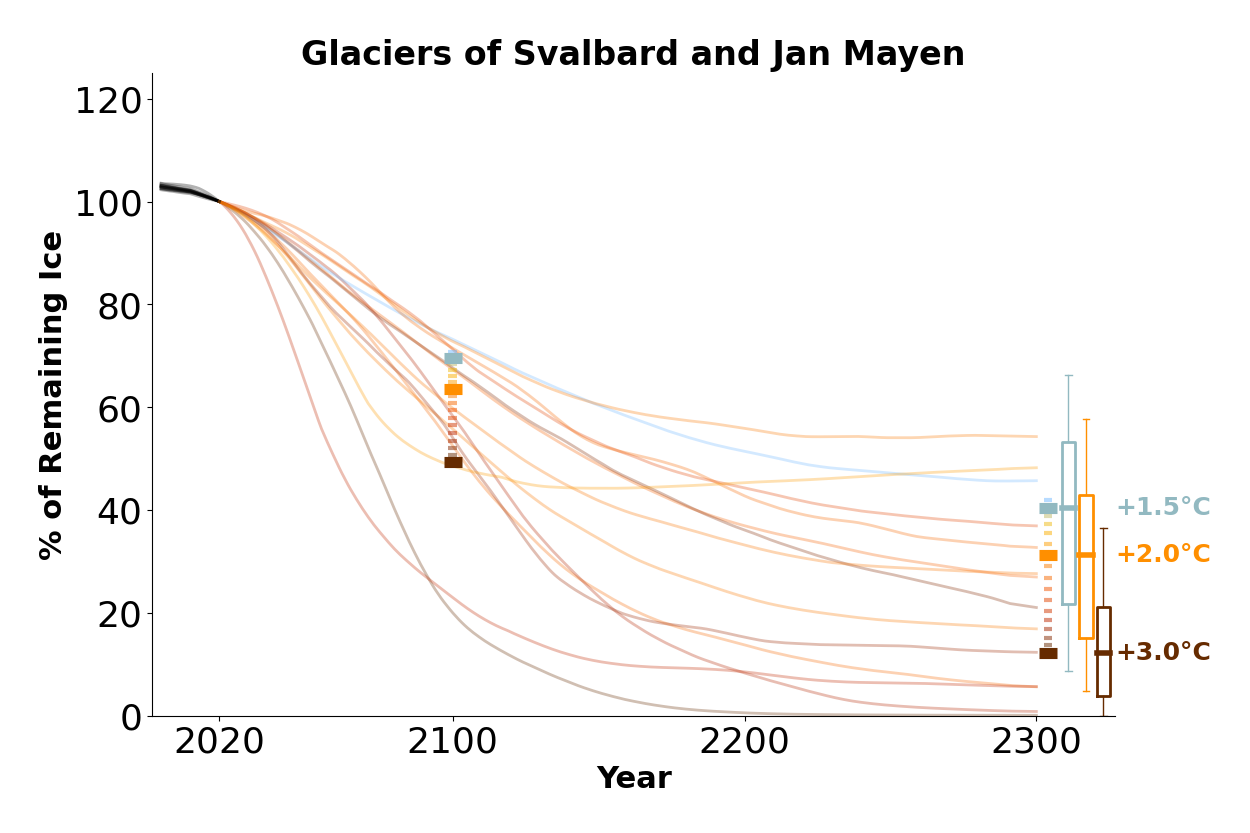 Glaciers of Svalbard and Jan Mayen
% of Remaining Ice
120
100
80
60
40
20
0
+1.5°C
+2.0°C
+3.0°C
2020
2100
2200
2300
Year